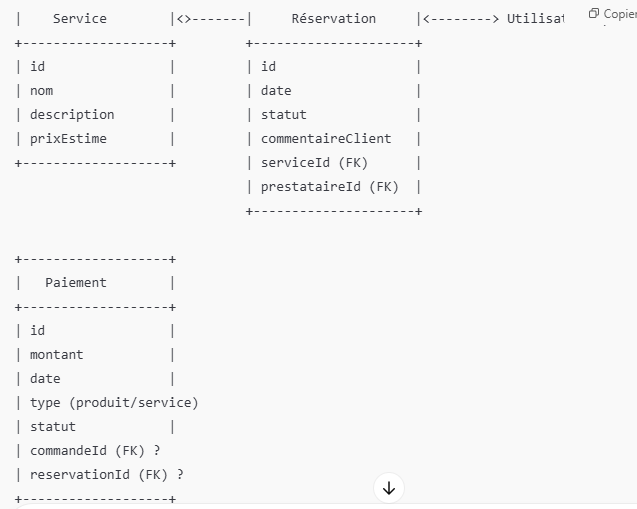 |    Service        |<>-------|     Réservation     |<--------> Utilisat
Copier
+-------------------+         +---------------------+
| id                |         | id                  |
| nom               |         | date                |
| description       |         | statut              |
| prixEstime        |         | commentaireClient   |
+-------------------+         | serviceId (FK)      |
                              | prestataireId (FK)  |
                              +---------------------+
+-------------------+
|   Paiement        |
+-------------------+
| id                |
| montant           |
| date              |
| type (produit/service)
| statut            |
| commandeId (FK) ?
| reservationId (FK) ?
+-------------------+